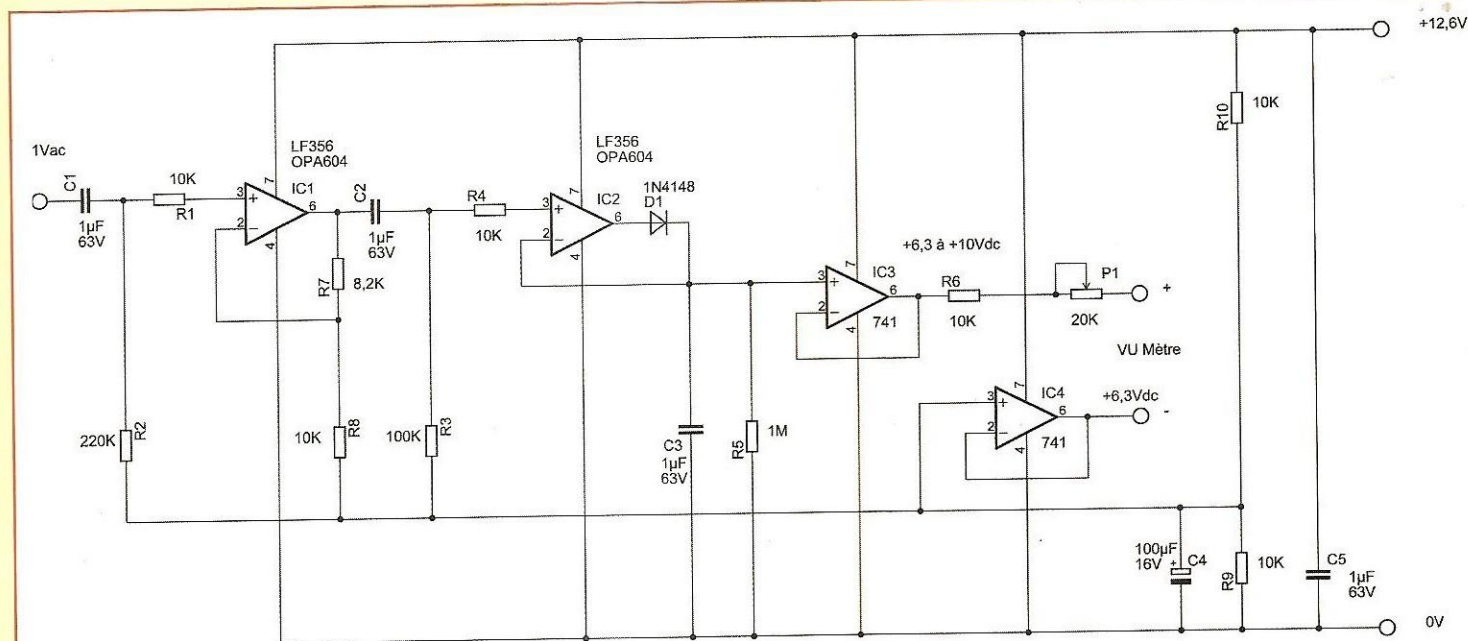 +12,6V
10K
R10
1Vac
C1
1µF
63V
10K
R1
LF356
OPA604
IC1
7
3
+
2
−
6
4
C2
1µF
63V
R4
10K
LF356
OPA604
IC2
7
3
+
2
−
6
4
1N4148
D1
R7
8,2K
+6,3 à +10Vdc
IC3
7
3
+
2
−
6
4
741
R6
10K
P1
20K
+
VU Mètre
220K
R2
10K
R8
100K
R3
C3
1µF
63V
R5
1M
IC4
7
3
+
2
−
6
4
741
+6,3Vdc
-
100µF
16V
+
C4
R9
10K
C5
1µF
63V
0V